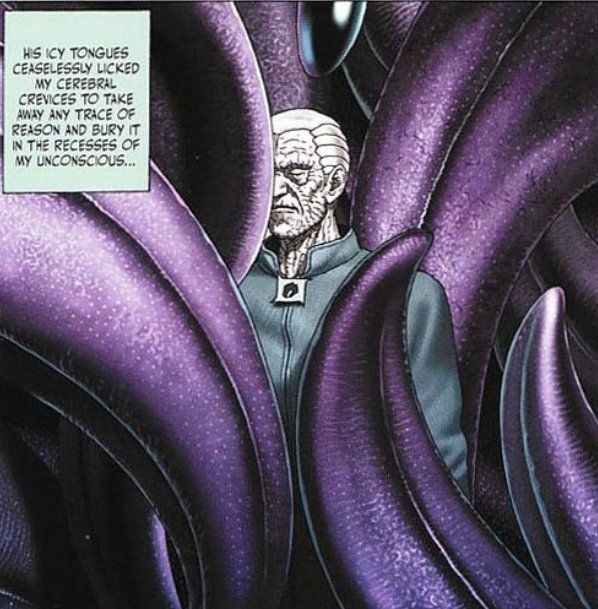 HIS ICY TONGUES
CEASELESSLY LICKED
MY CEREBRAL
CREVICES TO TAKE
AWAY ANY TRACE OF
REASON AND BURY IT
IN THE RECESSES OF
MY UNCONSCIOUS...